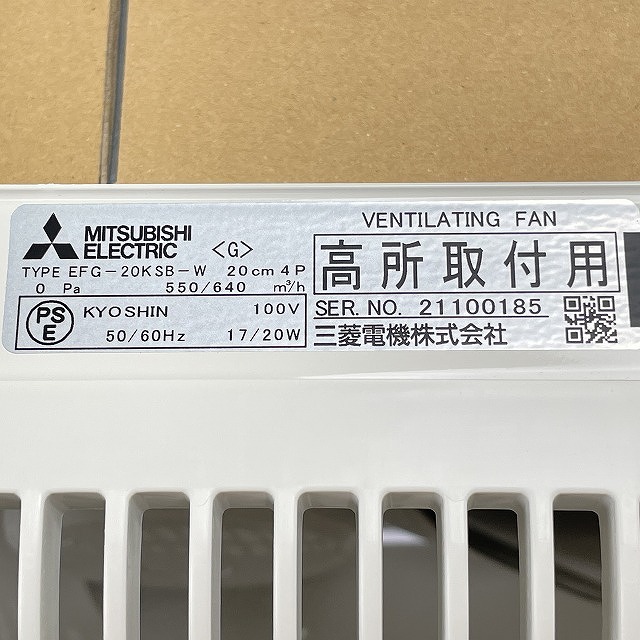 MITSUBISHI
ELECTRIC <G>
TYPE EFG-20KSB-W 20cm 4P
0 Pa 550/640 m³/h
PS
E
KYOSHIN 100V
50/60Hz 17/20W
VENTILATING FAN
高所取付用
SER. NO. 21100185
三菱電機株式会社